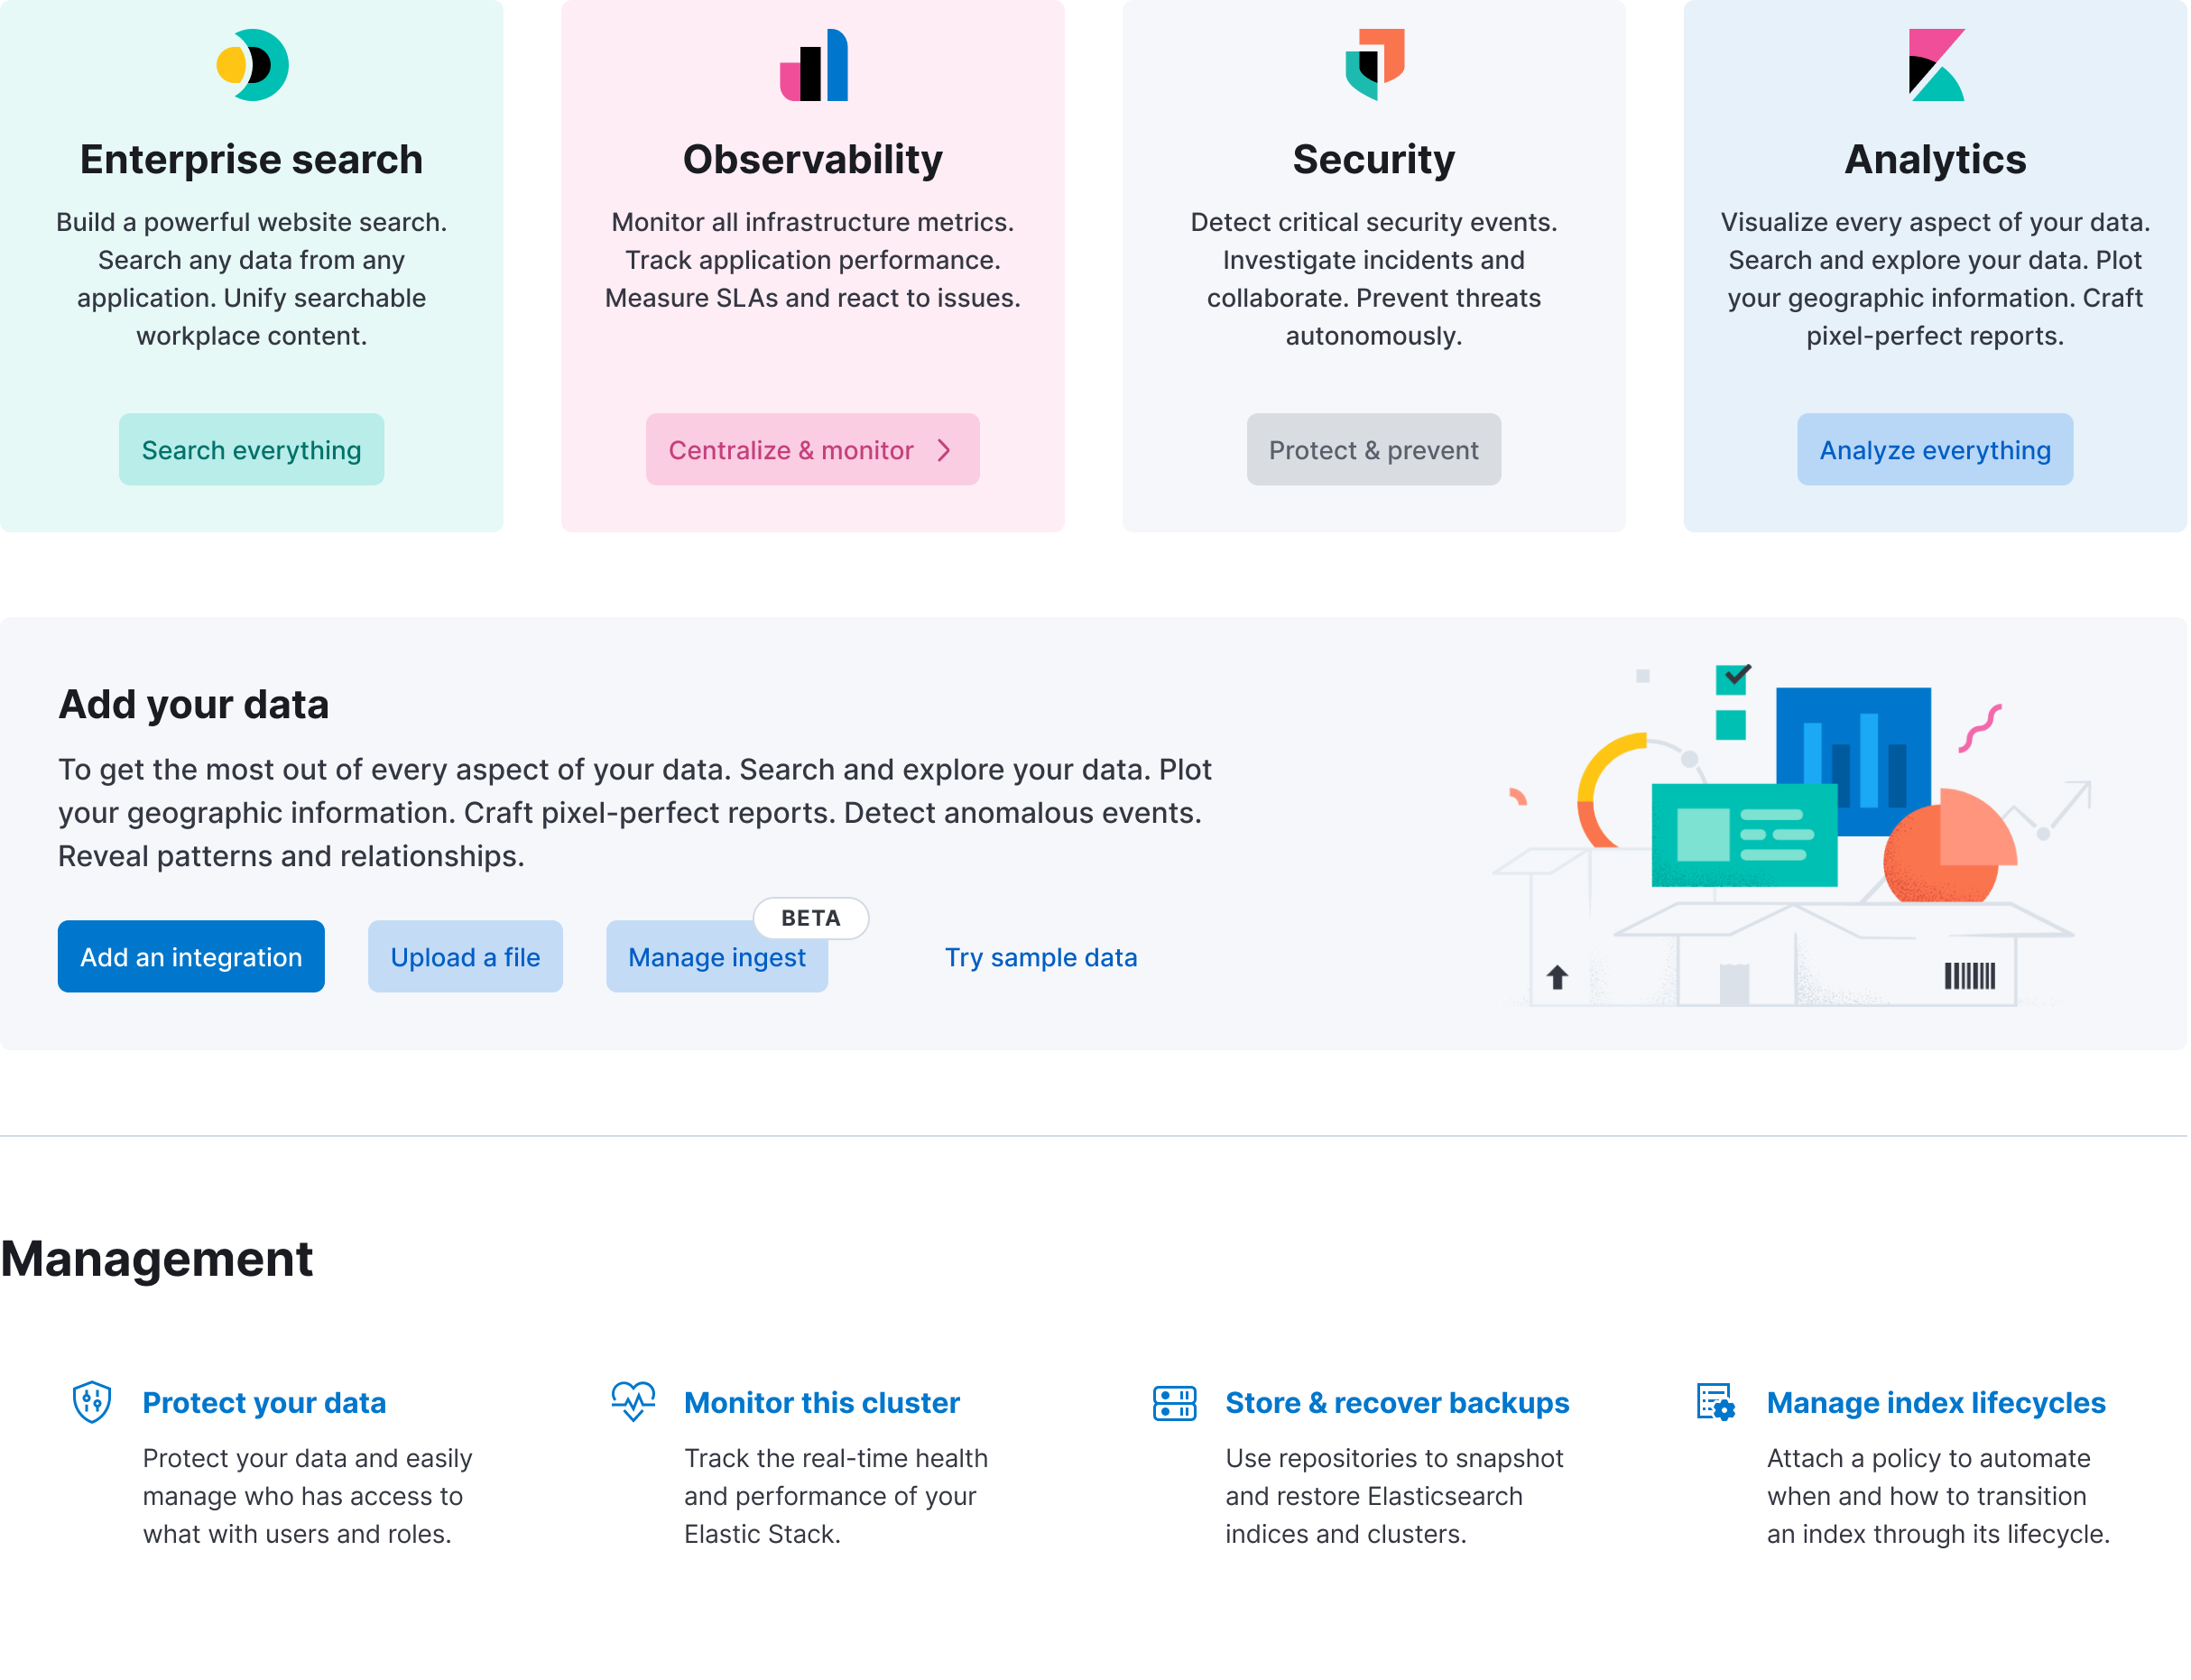 Enterprise search
Build a powerful website search.
Search any data from any
application. Unify searchable
workplace content.
Search everything
Observability
Monitor all infrastructure metrics.
Track application performance.
Measure SLAs and react to issues.
Centralize & monitor
Security
Detect critical security events.
Investigate incidents and
collaborate. Prevent threats
autonomously.
Protect & prevent
Analytics
Visualize every aspect of your data.
Search and explore your data. Plot
your geographic information. Craft
pixel-perfect reports.
Analyze everything
Add your data
To get the most out of every aspect of your data. Search and explore your data. Plot
your geographic information. Craft pixel-perfect reports. Detect anomalous events.
Reveal patterns and relationships.
Add an integration
Upload a file
Manage ingest
BETA
Try sample data
Management
Protect your data
Protect your data and easily
manage who has access to
what with users and roles.
Monitor this cluster
Track the real-time health
and performance of your
Elastic Stack.
Store & recover backups
Use repositories to snapshot
and restore Elasticsearch
indices and clusters.
Manage index lifecycles
Attach a policy to automate
when and how to transition
an index through its lifecycle.